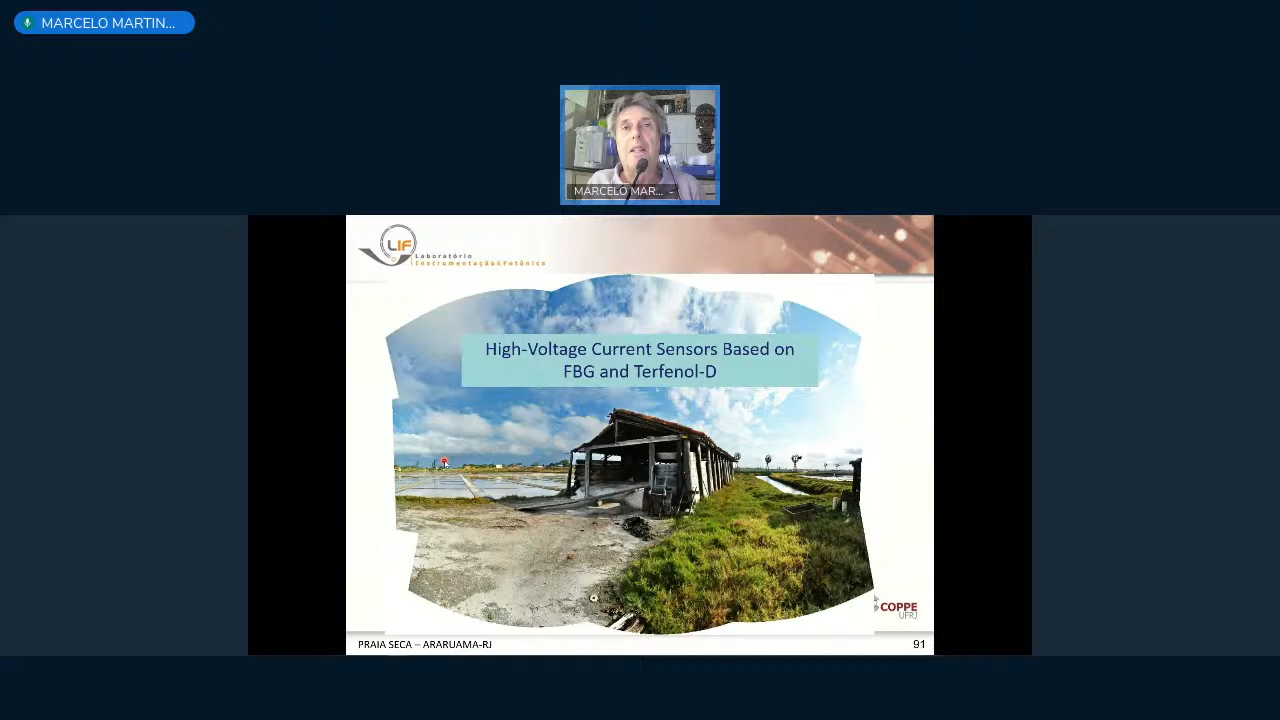 MARCELO MARTIN...
MARCELO MAR...
LIF
Laboratório
Instrumentação&Fotônica
High-Voltage Current Sensors Based on
FBG and Terfenol-D
COPPE
UFRJ
PRAIA SECA – ARARUAMA-RJ
91